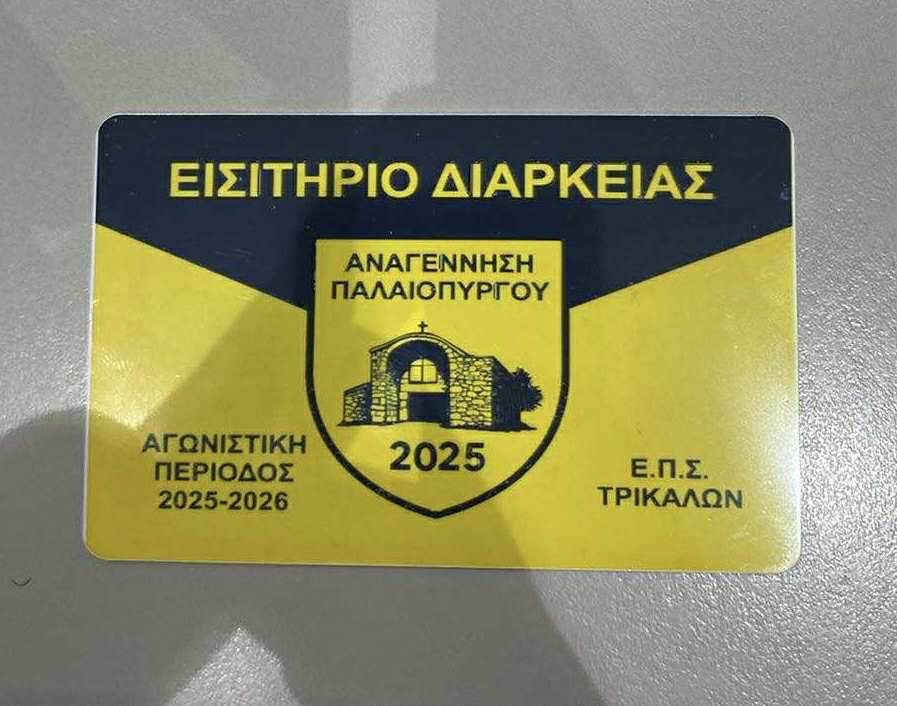 ΕΙΣΙΤΗΡΙΟ ΔΙΑΡΚΕΙΑΣ
ΑΝΑΓΕΝΝΗΣΗ
ΠΑΛΑΙΟΠΥΡΓΟΥ
2025
ΑΓΩΝΙΣΤΙΚΗ
ΠΕΡΙΟΔΟΣ
2025-2026
Ε.Π.Σ.
ΤΡΙΚΑΛΩΝ